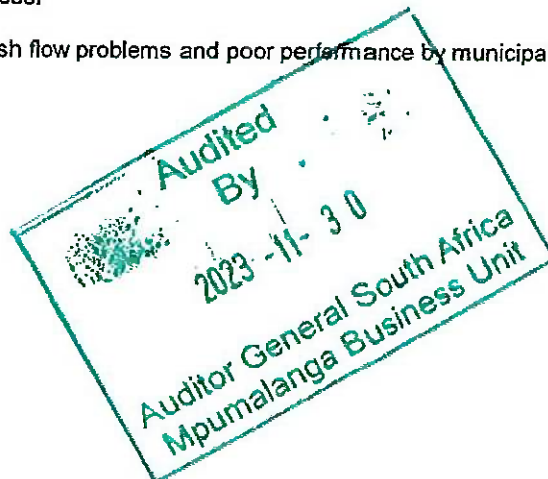 sh flow problems and poor performance by municipa
Audited
By
2023 -11- 30
Auditor General South Africa
Mpumalanga Business Unit